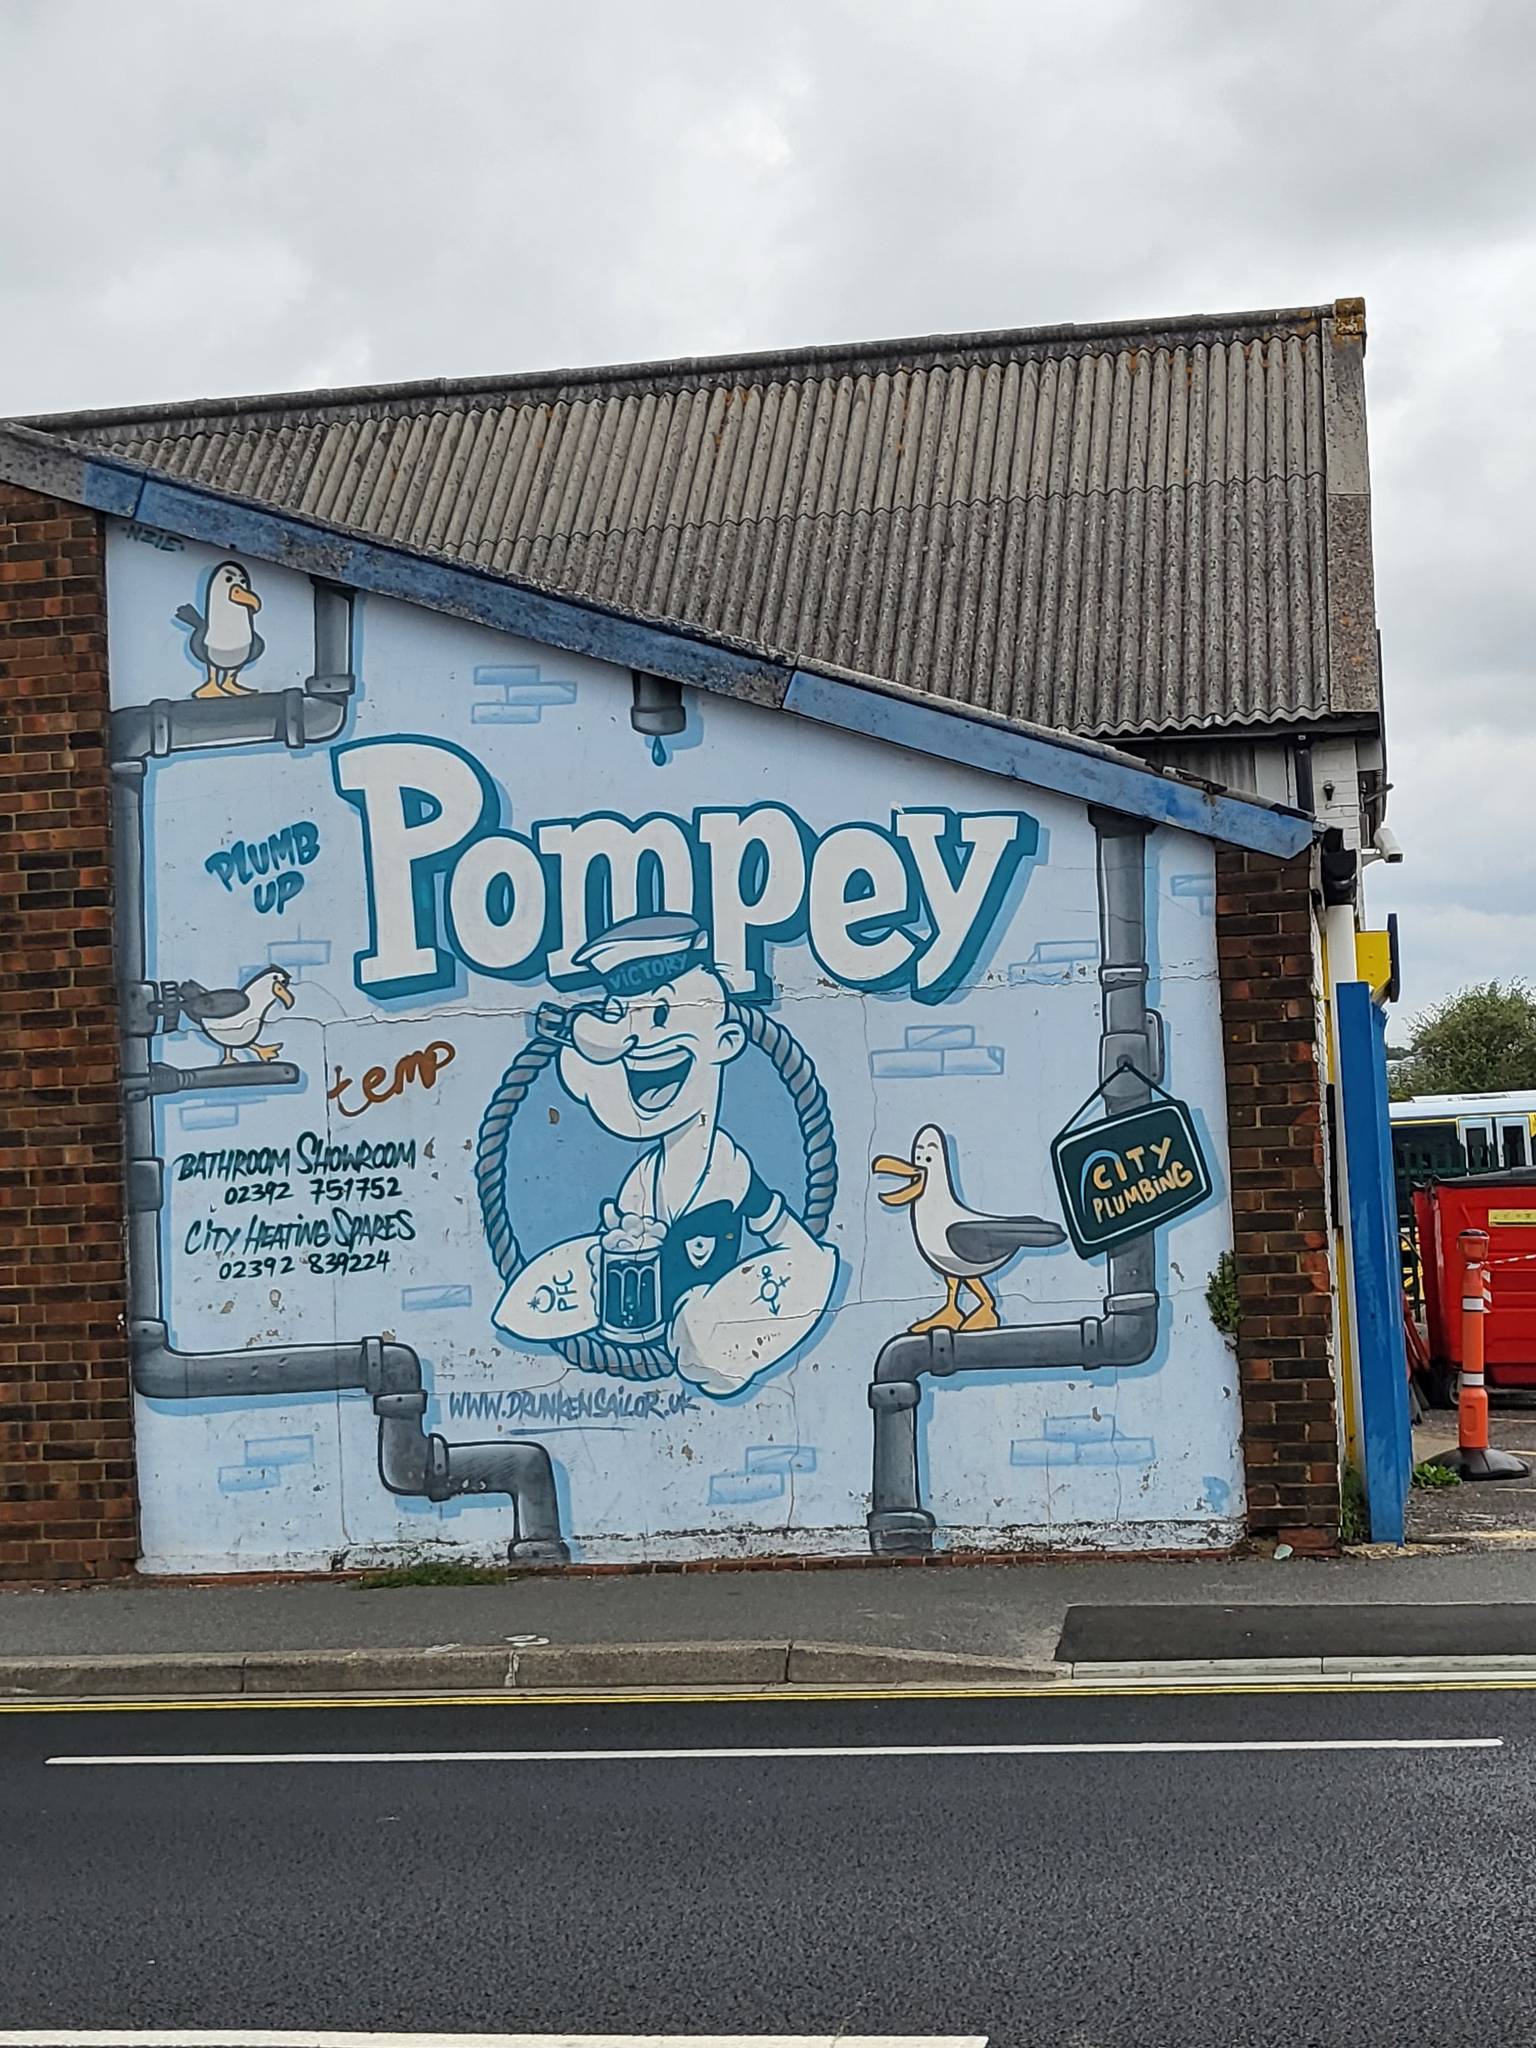 PLUMB
UP
Pompey
VICTORY
temp
BATHROOM SHOWROOM
02392 751752
CITY HEATING SPARES
02392 839224
PFC
CITY
PLUMBING
WWW.DRUNKENSAILOR.UK